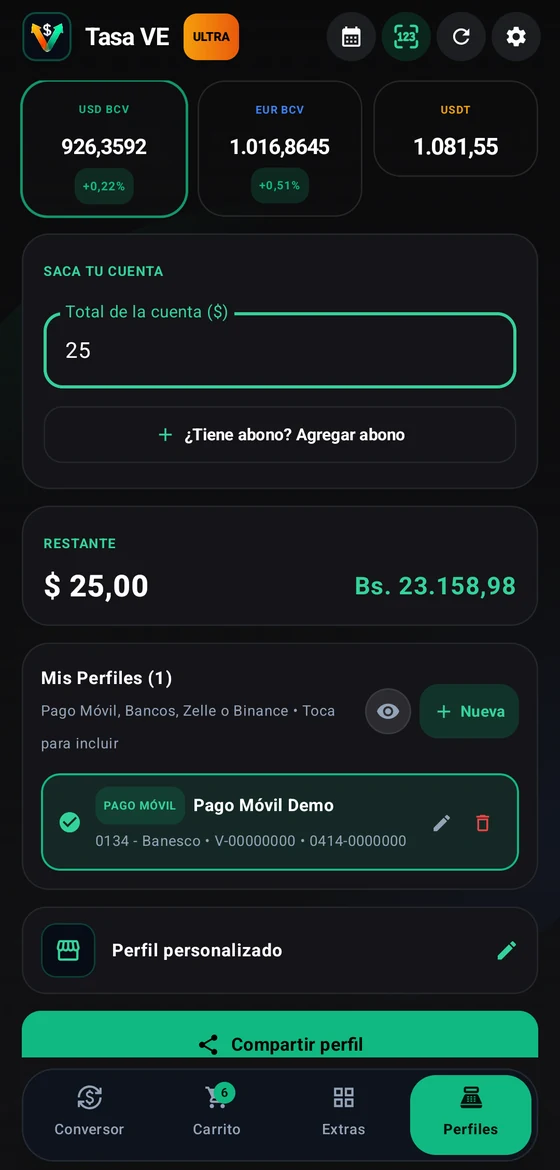 Tasa VE
ULTRA
123
USD BCV
926,3592
+0,22%
EUR BCV
1.016,8645
+0,51%
USDT
1.081,55
SACA TU CUENTA
Total de la cuenta ($)
25
+ ¿Tiene abono? Agregar abono
RESTANTE
$ 25,00
Bs. 23.158,98
Mis Perfiles (1)
Pago Móvil, Bancos, Zelle o Binance • Toca
para incluir
+ Nueva
PAGO MÓVIL
Pago Móvil Demo
0134 - Banesco • V-00000000 • 0414-0000000
Perfil personalizado
Compartir perfil
6
Conversor
Carrito
Extras
Perfiles